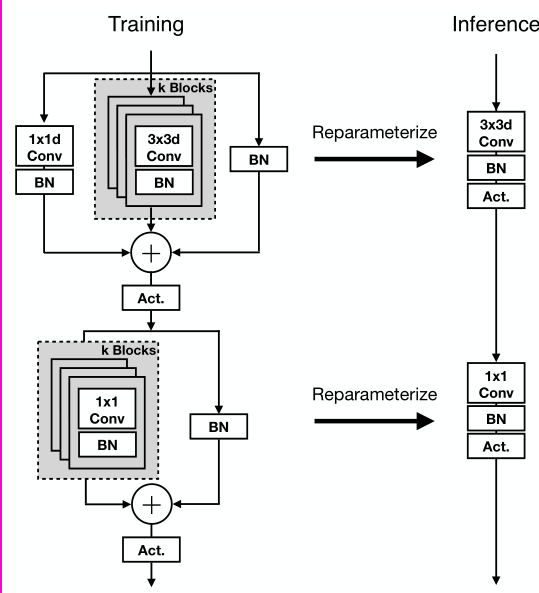 Training
Inference
k Blocks
1x1d
Conv
BN
3x3d
Conv
BN
BN
Reparameterize
3x3d
Conv
BN
Act.
+
Act.
k Blocks
1x1
Conv
BN
BN
Reparameterize
1x1
Conv
BN
Act.
+
Act.